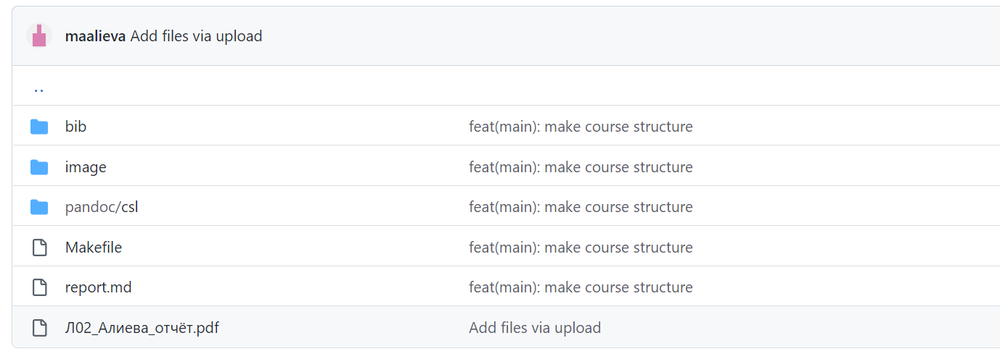 maalieva Add files via upload
..
bib feat(main): make course structure
image feat(main): make course structure
pandoc/csl feat(main): make course structure
Makefile feat(main): make course structure
report.md feat(main): make course structure
Л02_Алиева_отчёт.pdf Add files via upload